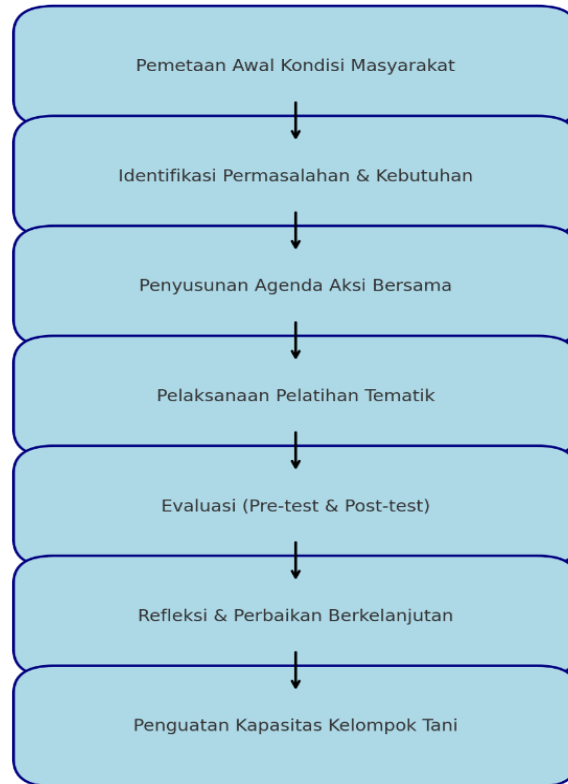 Pemetaan Awal Kondisi Masyarakat
Identifikasi Permasalahan & Kebutuhan
Penyusunan Agenda Aksi Bersama
Pelaksanaan Pelatihan Tematik
Evaluasi (Pre-test & Post-test)
Refleksi & Perbaikan Berkelanjutan
Penguatan Kapasitas Kelompok Tani